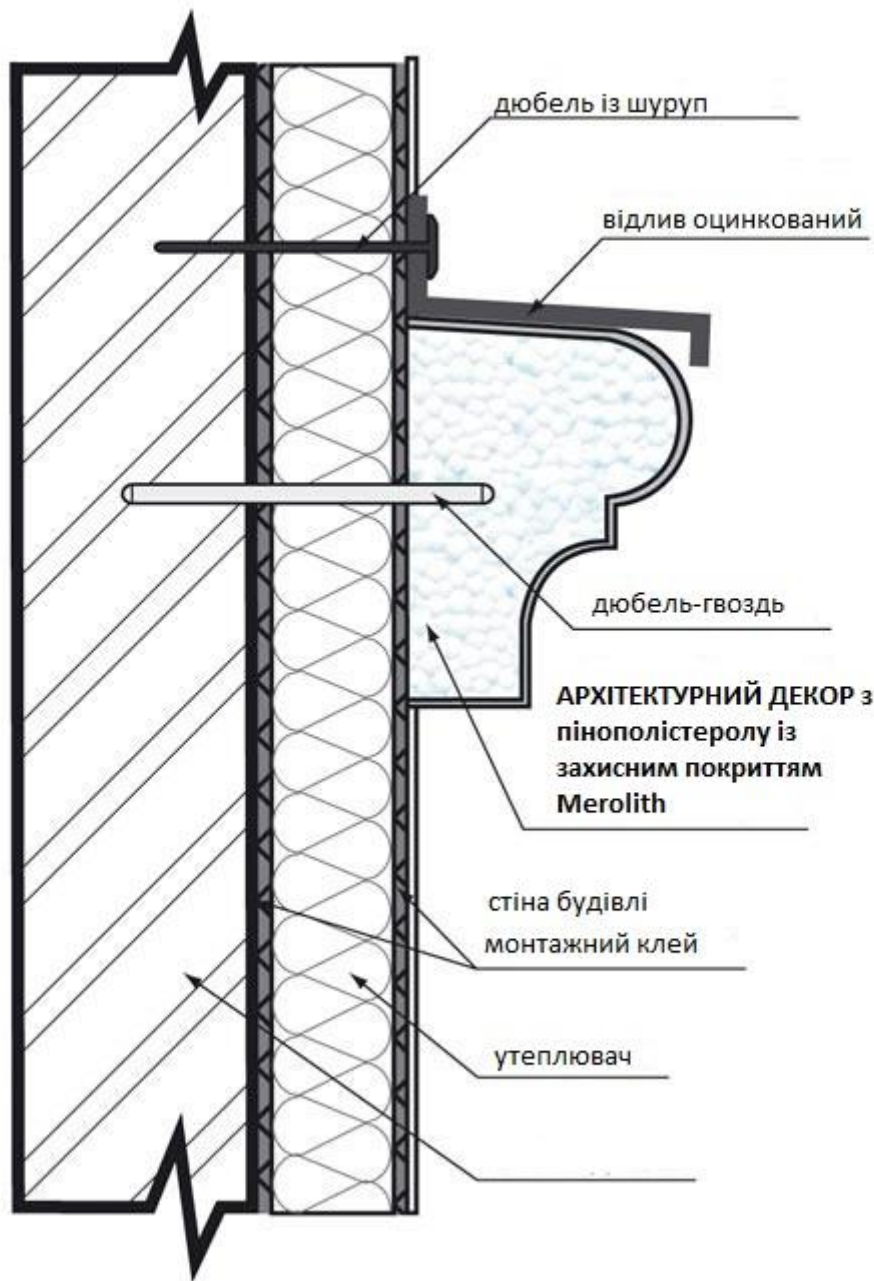 дюбель із шуруп
відлив оцинкований
дюбель-гвоздь
АРХІТЕКТУРНИЙ ДЕКОР з
пінополістеролу із
захисним покриттям
Merolith
стіна будівлі
монтажний клей
утеплювач